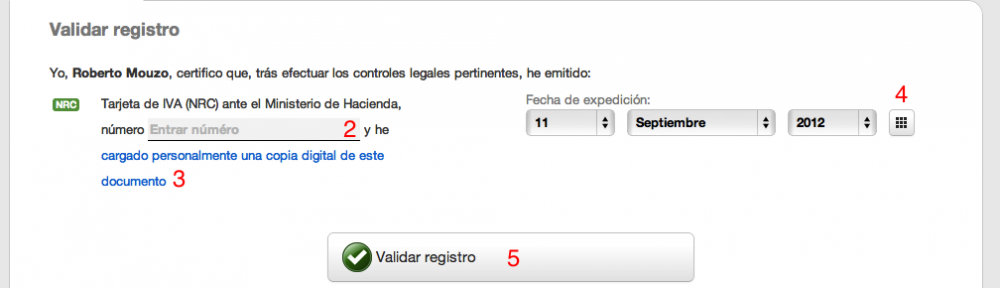 Validar registro
Yo, Roberto Mouzo, certifico que, trás efectuar los controles legales pertinentes, he emitido:
NRC
Tarjeta de IVA (NRC) ante el Ministerio de Hacienda,
número Entrar núméro 2 y he
cargado personalmente una copia digital de este
documento 3
Fecha de expedición: 4
11 Septiembre 2012
Validar registro 5